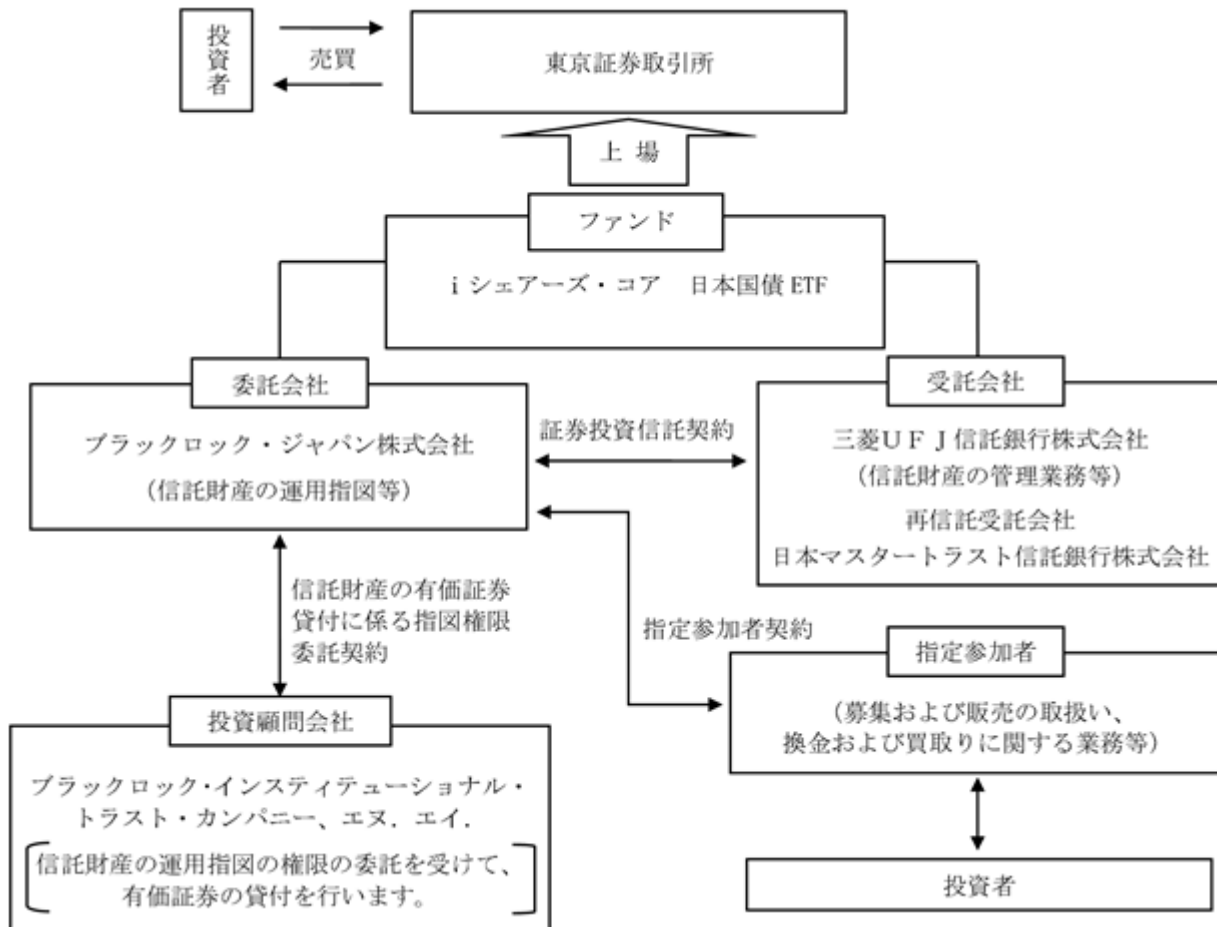 投資者
売買
東京証券取引所
上 場
ファンド
i シェアーズ・コア　日本国債 ETF
委託会社
ブラックロック・ジャパン株式会社
（信託財産の運用指図等）
証券投資信託契約
受託会社
三菱ＵＦＪ信託銀行株式会社
（信託財産の管理業務等）
再信託受託会社
日本マスタートラスト信託銀行株式会社
信託財産の有価証券
貸付に係る指図権限
委託契約
指定参加者契約
指定参加者
（募集および販売の取扱い、
換金および買取りに関する業務等）
投資顧問会社
ブラックロック・インスティテューショナル・
トラスト・カンパニー、エヌ．エイ．
信託財産の運用指図の権限の委託を受けて、
有価証券の貸付を行います。
投資者